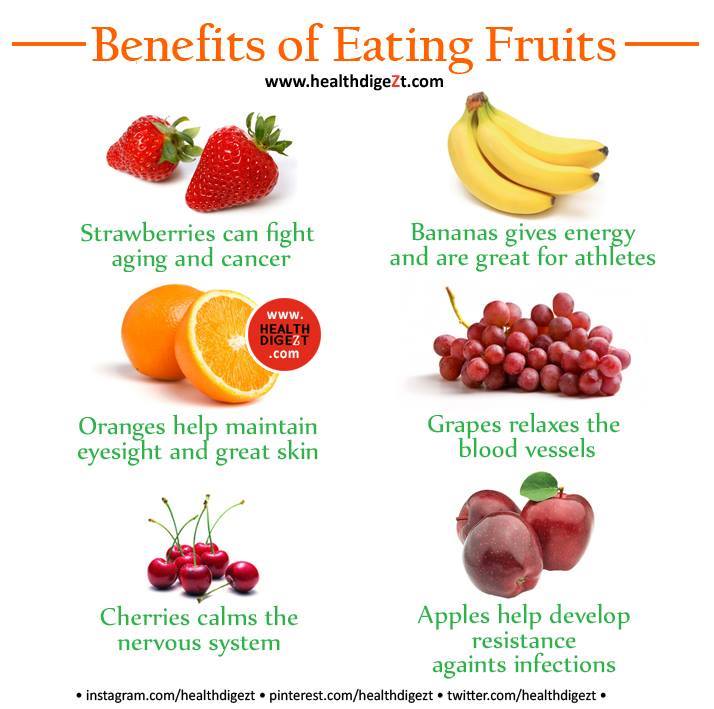 Benefits of Eating Fruits
www.healthdigeZt.com
Strawberries can fight
aging and cancer
Bananas gives energy
and are great for athletes
www.
HEALTH
DIGEZT
.com
Oranges help maintain
eyesight and great skin
Grapes relaxes the
blood vessels
Cherries calms the
nervous system
Apples help develop
resistance
againts infections
• instagram.com/healthdigezt • pinterest.com/healthdigezt • twitter.com/healthdigezt •